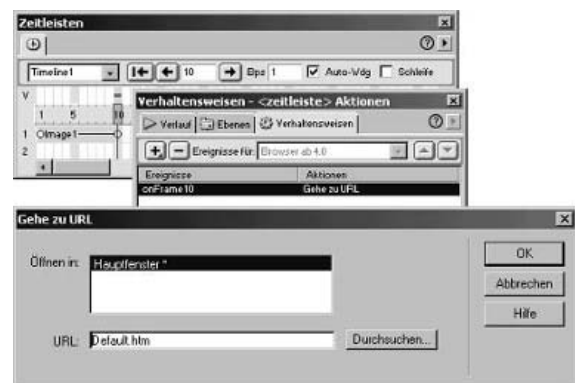 Zeitleisten
Timeline1 10 Bps 1 Auto-Wdg Schleife
V
1 5 10
1 Image1
2
Verhaltensweisen - <zeitleiste> Aktionen
Verlauf Ebenen Verhaltensweisen
Ereignisse für: Browser ab 4.0
Ereignisse Aktionen
onFrame10 Gehe zu URL
Gehe zu URL
Öffnen in: Hauptfenster *
URL: Default.htm Durchsuchen...
OK
Abbrechen
Hilfe